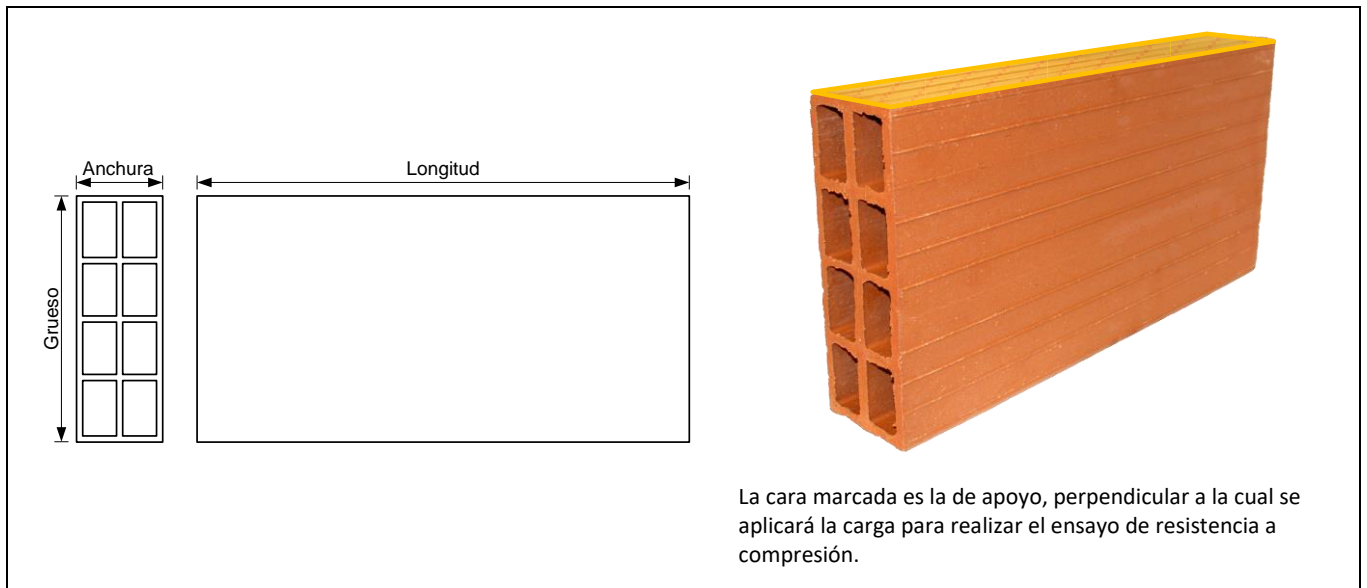 Anchura
Longitud
Grueso
La cara marcada es la de apoyo, perpendicular a la cual se
aplicará la carga para realizar el ensayo de resistencia a
compresión.